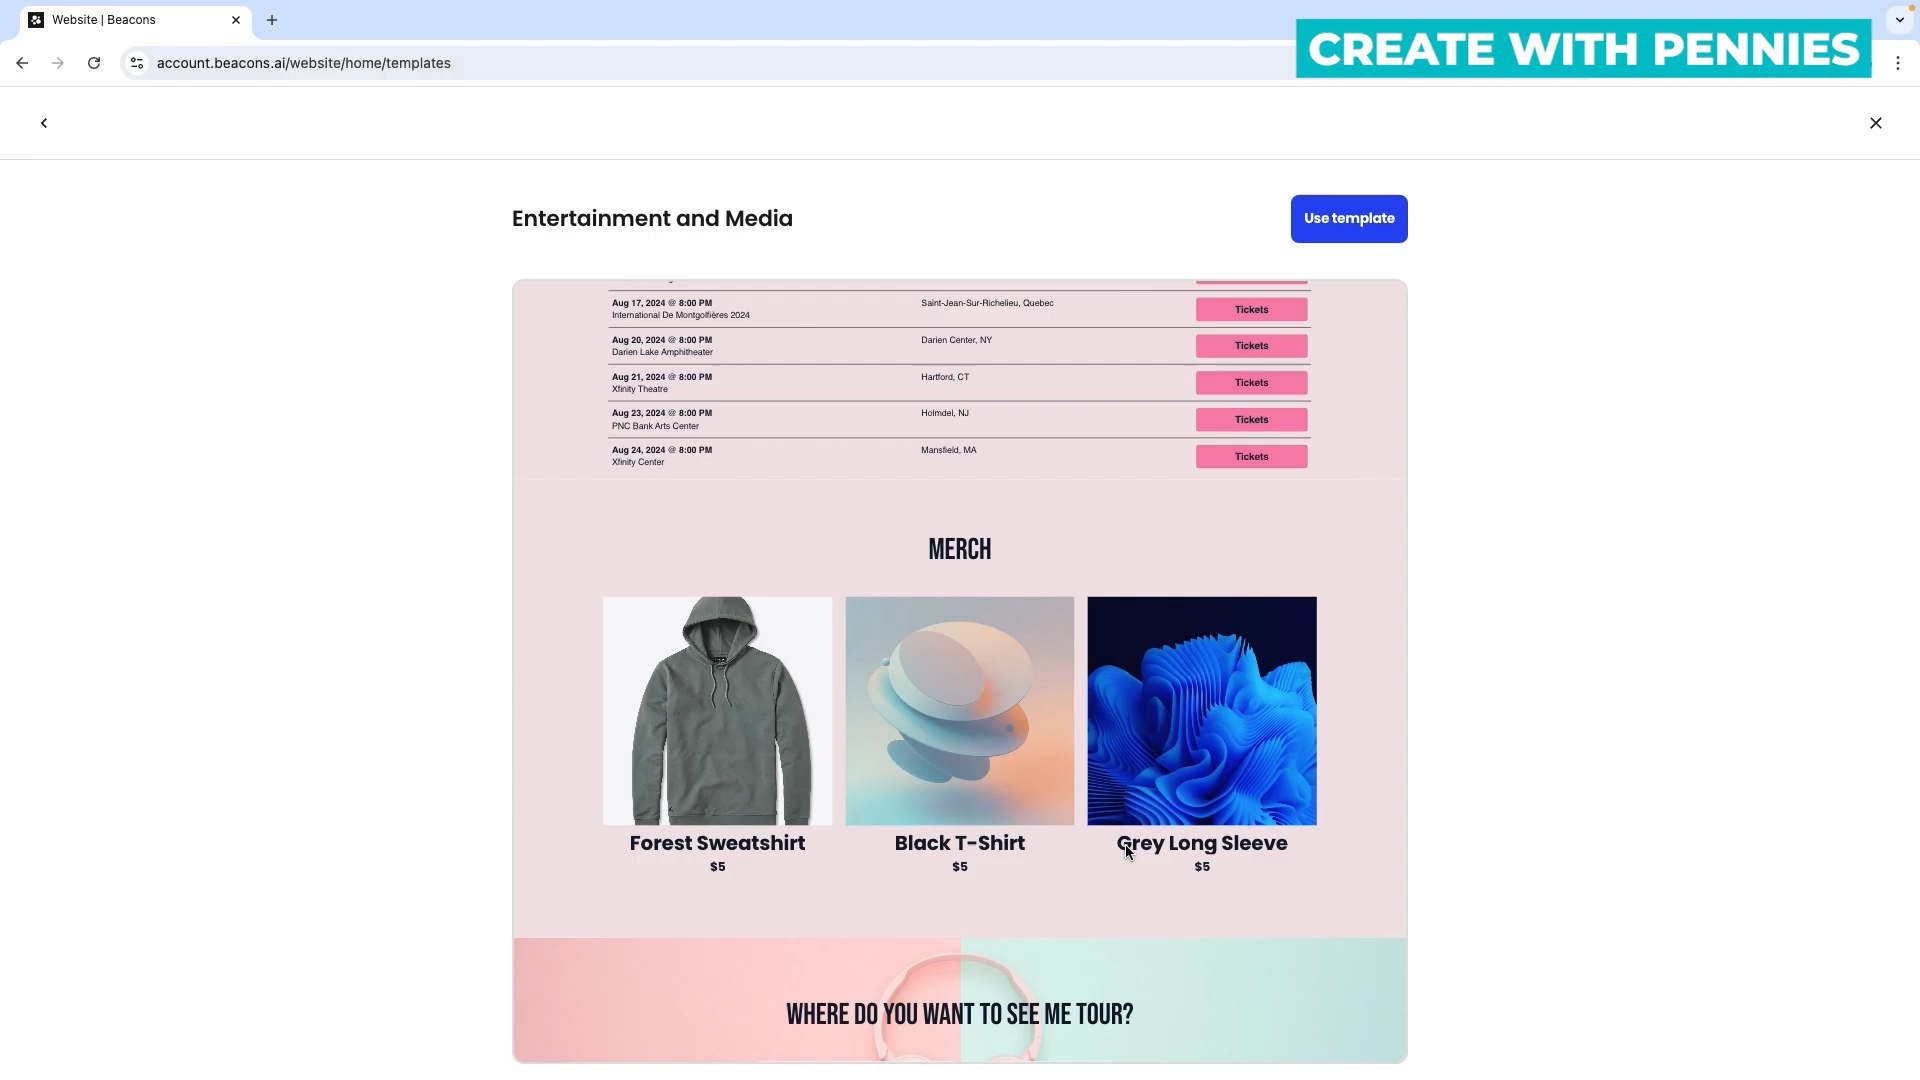 Website | Beacons
CREATE WITH PENNIES
account.beacons.ai/website/home/templates
Entertainment and Media
Use template
Aug 17, 2024 @ 8:00 PM
Saint-Jean-Sur-Richelieu, Quebec
Tickets
International De Montgolfières 2024
Aug 20, 2024 @ 8:00 PM
Darien Center, NY
Tickets
Darien Lake Amphitheater
Aug 21, 2024 @ 8:00 PM
Hartford, CT
Tickets
Xfinity Theatre
Aug 23, 2024 @ 8:00 PM
Holmdel, NJ
Tickets
PNC Bank Arts Center
Aug 24, 2024 @ 8:00 PM
Mansfield, MA
Tickets
Xfinity Center
MERCH
Forest Sweatshirt
$5
Black T-Shirt
$5
Grey Long Sleeve
$5
WHERE DO YOU WANT TO SEE ME TOUR?